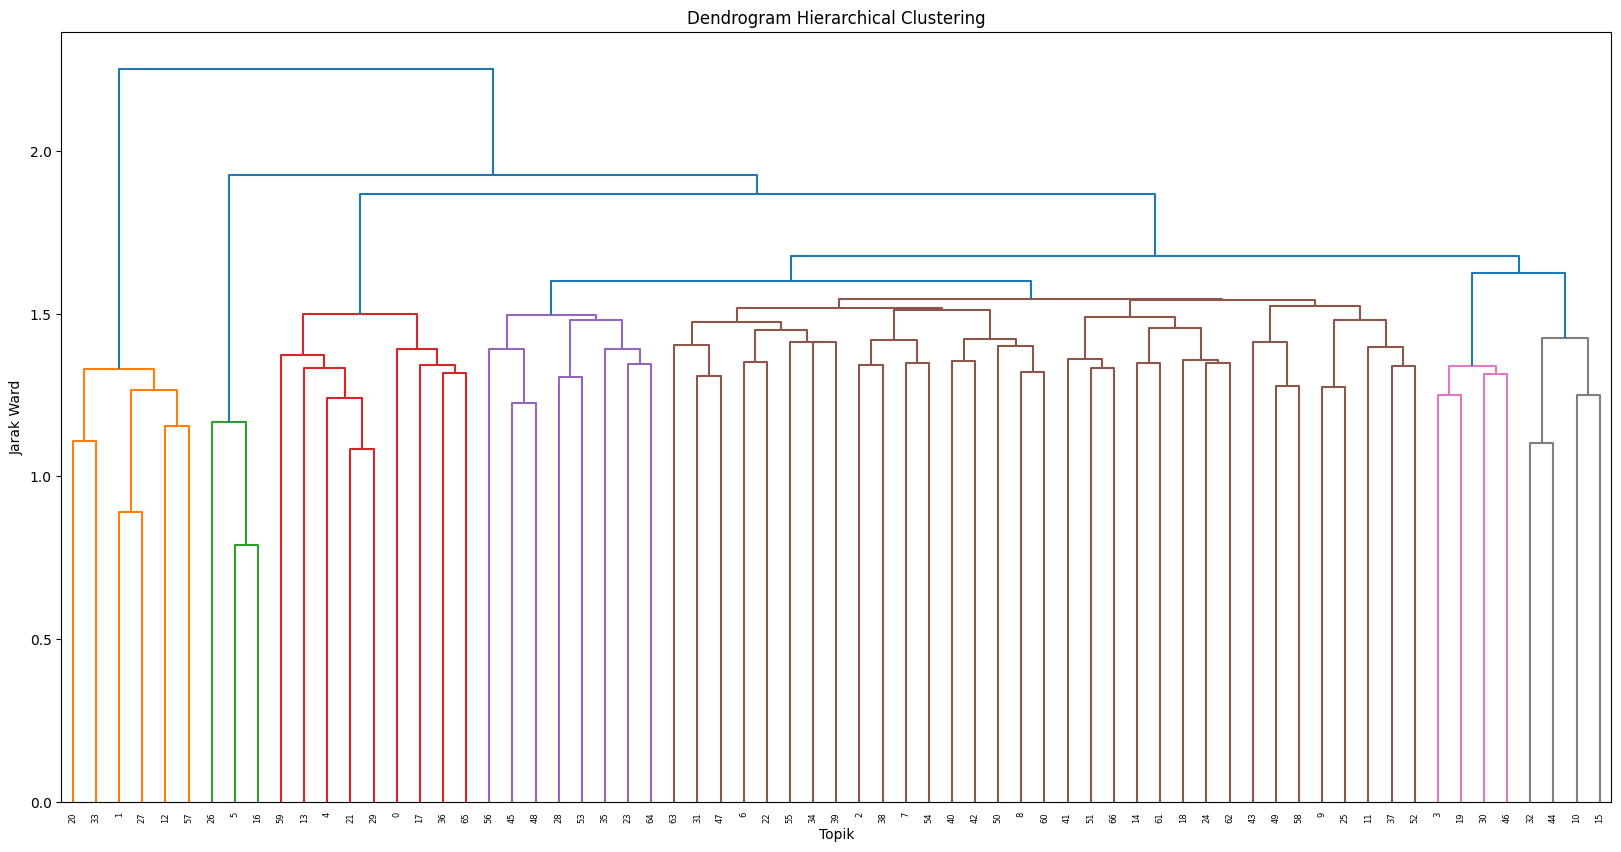 Dendrogram Hierarchical Clustering
2.0
1.5
1.0
0.5
0.0
Jarak Ward
20 33 1 27 12 57 26 5 16 59 13 4 21 29 0 17 36 65 56 45 48 28 53 35 23 64 63 31 47 6 22 55 34 39 2 38 7 54 40 42 50 8 60 41 51 66 14 61 18 24 62 43 49 58 9 25 11 37 52 3 19 30 46 32 44 10 15
Topik